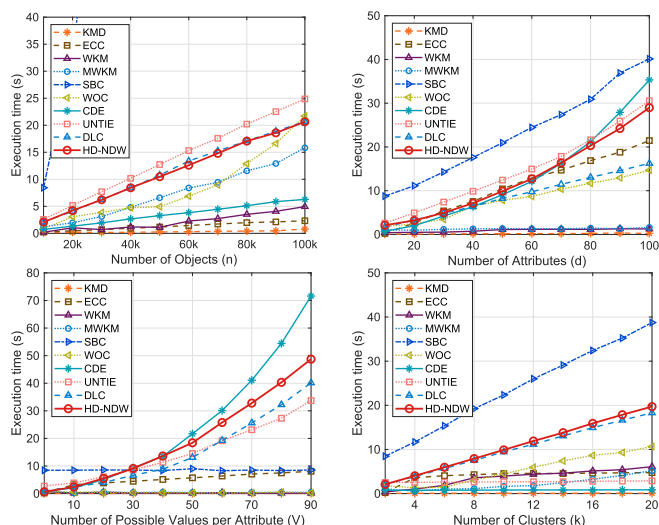 40
35
30
25
20
15
10
5
0
Execution time (s)
KMD
ECC
WKM
MWKM
SBC
WOC
CDE
UNTIE
DLC
HD-NDW
20k 40k 60k 80k 100k
Number of Objects (n)
50
40
30
20
10
0
Execution time (s)
KMD
ECC
WKM
MWKM
SBC
WOC
CDE
UNTIE
DLC
HD-NDW
20 40 60 80 100
Number of Attributes (d)
80
70
60
50
40
30
20
10
0
Execution time (s)
KMD
ECC
WKM
MWKM
SBC
WOC
CDE
UNTIE
DLC
HD-NDW
10 30 50 70 90
Number of Possible Values per Attribute (V)
50
40
30
20
10
0
Execution time (s)
KMD
ECC
WKM
MWKM
SBC
WOC
CDE
UNTIE
DLC
HD-NDW
4 8 12 16 20
Number of Clusters (k)